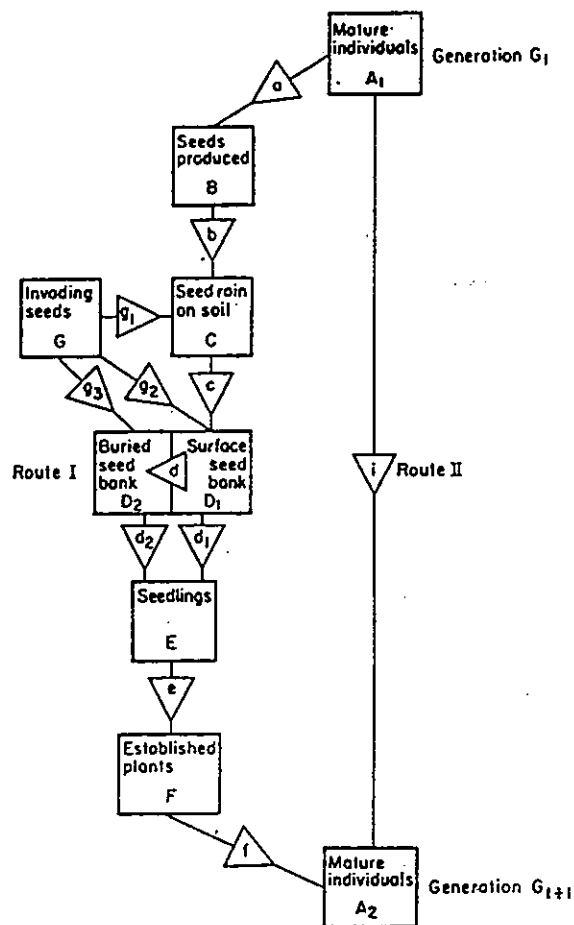 Mature
individuals
A1
Generation Gt
a
Seeds
produced
B
b
Invading
seeds
G
g1
Seed rain
on soil
C
g3
g2
c
Route I
Buried
seed
bank
D2
d
Surface
seed
bank
D1
i
Route II
d2
d1
Seedlings
E
e
Established
plants
F
f
Mature
individuals
A2
Generation Gt+1